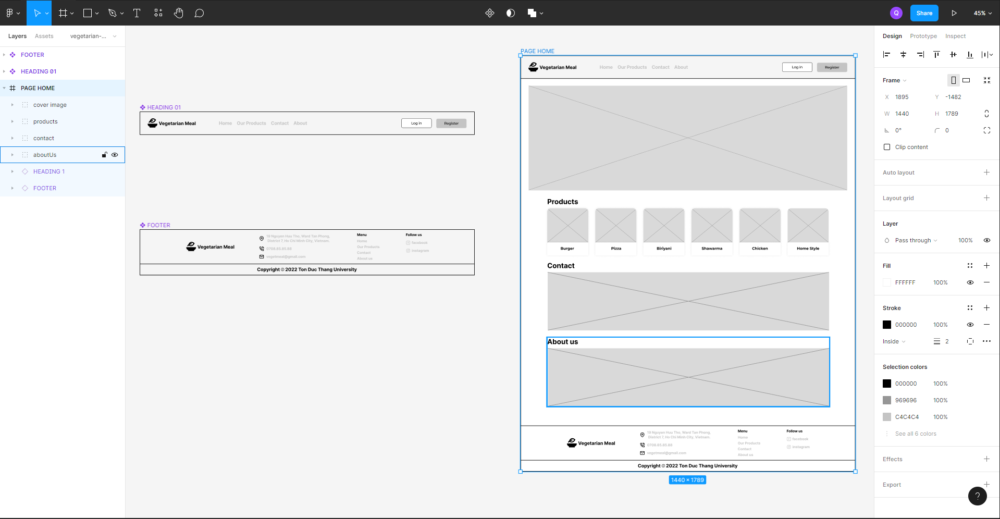 Q
Share
45%
Layers
Assets
vegetarian-...
FOOTER
HEADING 01
PAGE HOME
cover image
products
contact
aboutUs
HEADING 1
FOOTER
HEADING 01
Vegetarian Meal
Home
Our Products
Contact
About
Log in
Register
FOOTER
Vegetarian Meal
19 Nguyen Huu Tho, Ward Tan Phong,
District 7, Ho Chi Minh City, Vietnam.
0708.85.85.88
vegetmeal@gmail.com
Menu
Home
Our Products
Contact
About us
Follow us
facebook
instagram
Copyright © 2022 Ton Duc Thang University
PAGE HOME
Vegetarian Meal
Home
Our Products
Contact
About
Log in
Register
Products
Burger
Pizza
Biriyani
Shawarma
Chicken
Home Style
Contact
About us
Vegetarian Meal
19 Nguyen Huu Tho, Ward Tan Phong,
District 7, Ho Chi Minh City, Vietnam.
0708.85.85.88
vegetmeal@gmail.com
Menu
Home
Our Products
Contact
About us
Follow us
facebook
instagram
Copyright © 2022 Ton Duc Thang University
1440 × 1789
Design
Prototype
Inspect
Frame
X 1895 Y -1482
W 1440 H 1789
0° 0
Clip content
Auto layout
Layout grid
Layer
Pass through 100%
Fill
FFFFFF 100%
Stroke
000000 100%
Inside 2
Selection colors
000000 100%
969696 100%
C4C4C4 100%
See all 6 colors
Effects
Export
?